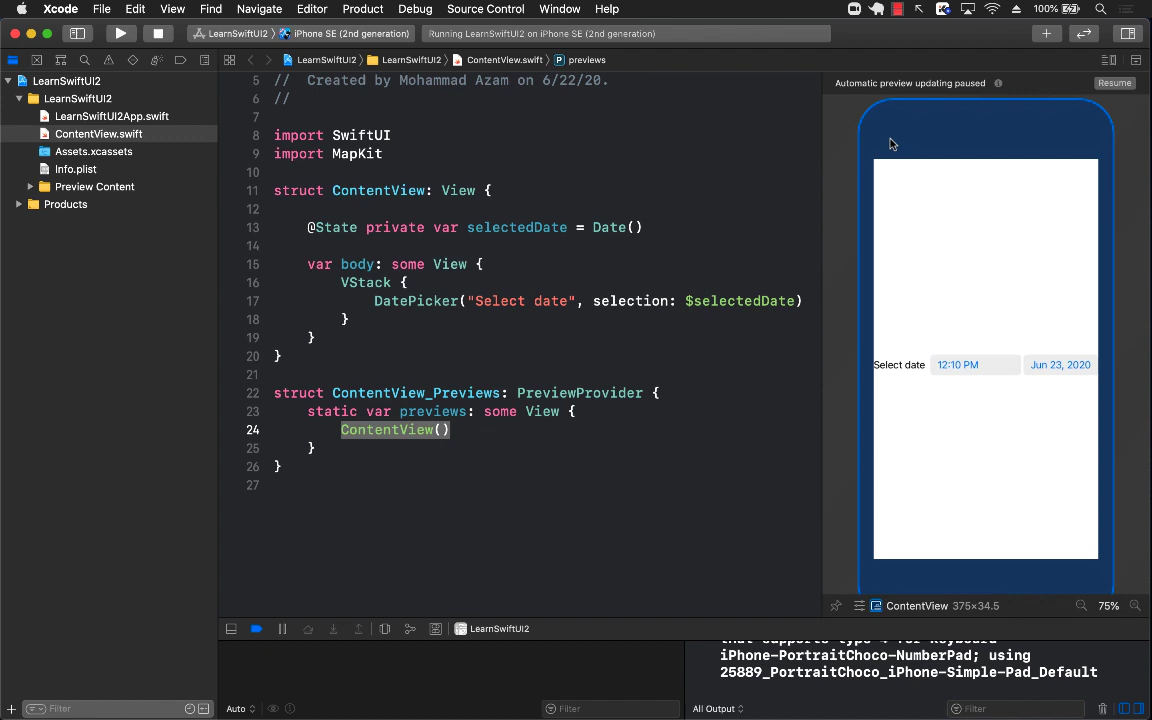 Xcode File Edit View Find Navigate Editor Product Debug Source Control Window Help 100%
LearnSwiftUI2 iPhone SE (2nd generation) Running LearnSwiftUI2 on iPhone SE (2nd generation)
LearnSwiftUI2 LearnSwiftUI2 ContentView.swift previews
LearnSwiftUI2
LearnSwiftUI2
LearnSwiftUI2App.swift
ContentView.swift
Assets.xcassets
Info.plist
Preview Content
Products
5 // Created by Mohammad Azam on 6/22/20.
6 //
7
8 import SwiftUI
9 import MapKit
10
11 struct ContentView: View {
12
13 @State private var selectedDate = Date()
14
15 var body: some View {
16 VStack {
17 DatePicker("Select date", selection: $selectedDate)
18 }
19 }
20 }
21
22 struct ContentView_Previews: PreviewProvider {
23 static var previews: some View {
24 ContentView()
25 }
26 }
27
Automatic preview updating paused Resume
Select date 12:10 PM Jun 23, 2020
ContentView 375×34.5 75%
LearnSwiftUI2
iPhone-PortraitChoco-NumberPad; using
25889_PortraitChoco_iPhone-Simple-Pad_Default
Filter Auto Filter All Output Filter